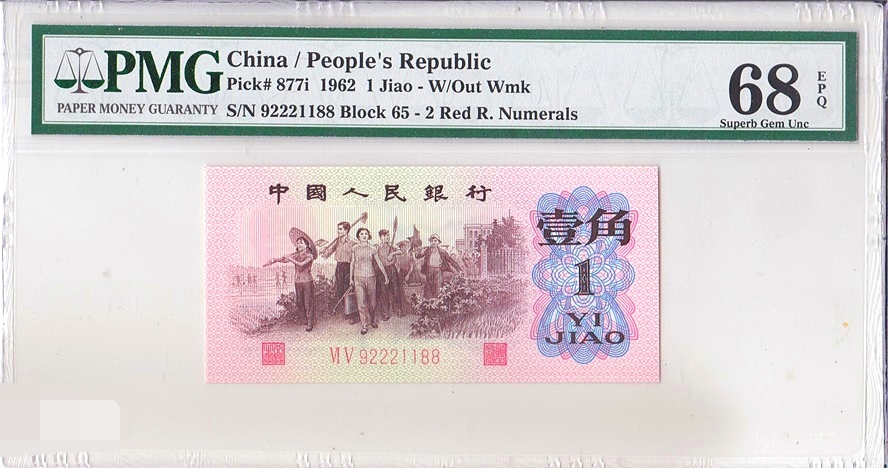 PMG
PAPER MONEY GUARANTY
China / People's Republic
Pick# 877i 1962 1 Jiao - W/Out Wmk
S/N 92221188 Block 65 - 2 Red R. Numerals
68
EPQ
Superb Gem Unc
中國人民銀行
壹角
1
YI
JIAO
VI V 92221188